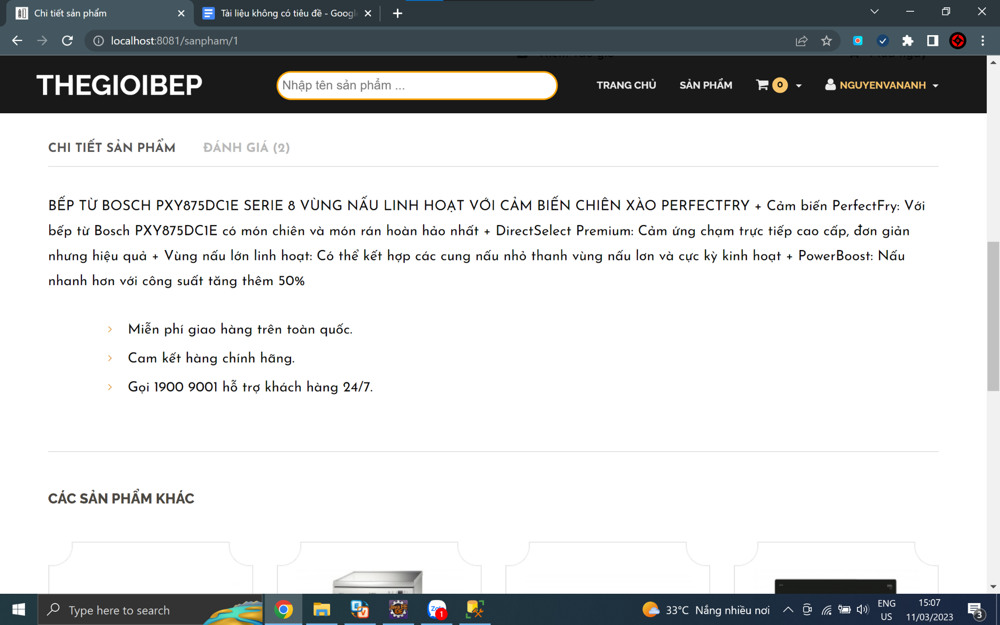 Chi tiết sản phẩm
Tài liệu không có tiêu đề - Google
localhost:8081/sanpham/1
THEGIOIBEP
Nhập tên sản phẩm ...
TRANG CHỦ
SẢN PHẨM
0
NGUYENVANANH
CHI TIẾT SẢN PHẨM
ĐÁNH GIÁ (2)
BẾP TỪ BOSCH PXY875DC1E SERIE 8 VÙNG NẤU LINH HOẠT VỚI CẢM BIẾN CHIÊN XÀO PERFECTFRY + Cảm biến PerfectFry: Với
bếp từ Bosch PXY875DC1E có món chiên và món rán hoàn hảo nhất + DirectSelect Premium: Cảm ứng chạm trực tiếp cao cấp, đơn giản
nhưng hiệu quả + Vùng nấu lớn linh hoạt: Có thể kết hợp các cung nấu nhỏ thanh vùng nấu lơn và cực kỳ kinh hoạt + PowerBoost: Nấu
nhanh hơn với công suất tăng thêm 50%
Miễn phí giao hàng trên toàn quốc.
Cam kết hàng chính hãng.
Gọi 1900 9001 hỗ trợ khách hàng 24/7.
CÁC SẢN PHẨM KHÁC
Type here to search
Java EE
IDE
Zalo
1
33°C Nắng nhiều nơi
ENG
US
15:07
11/03/2023
3